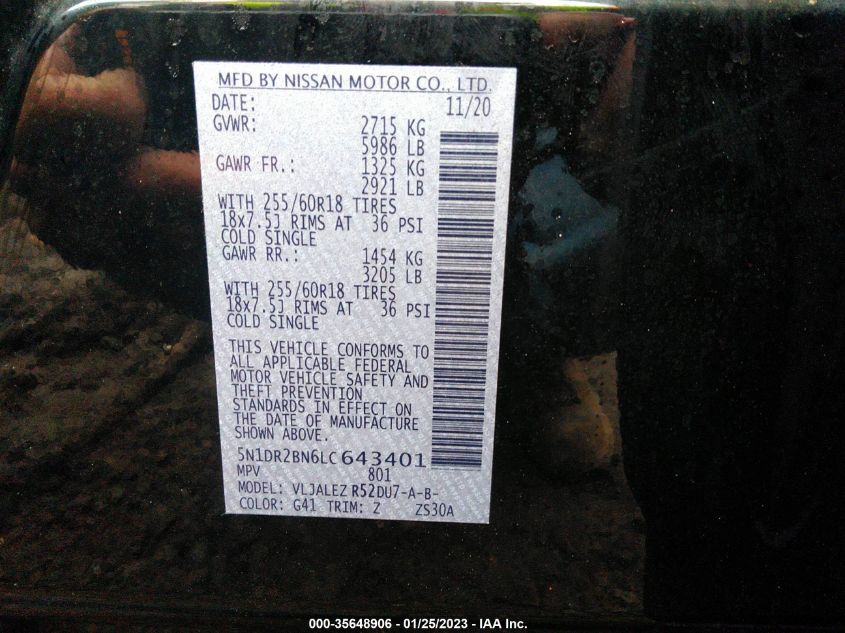 MFD BY NISSAN MOTOR CO., LTD.
DATE: 11/20
GVWR: 2715 KG
5986 LB
GAWR FR.: 1325 KG
2921 LB
WITH 255/60R18 TIRES
18x7.5J RIMS AT 36 PSI
COLD SINGLE
GAWR RR.: 1454 KG
3205 LB
WITH 255/60R18 TIRES
18x7.5J RIMS AT 36 PSI
COLD SINGLE
THIS VEHICLE CONFORMS TO
ALL APPLICABLE FEDERAL
MOTOR VEHICLE SAFETY AND
THEFT PREVENTION
STANDARDS IN EFFECT ON
THE DATE OF MANUFACTURE
SHOWN ABOVE.
5N1DR2BN6LC643401
MPV 801
MODEL: VLJALEZ R52DU7-A-B-
COLOR: G41 TRIM: Z ZS30A
000-35648906 - 01/25/2023 - IAA Inc.